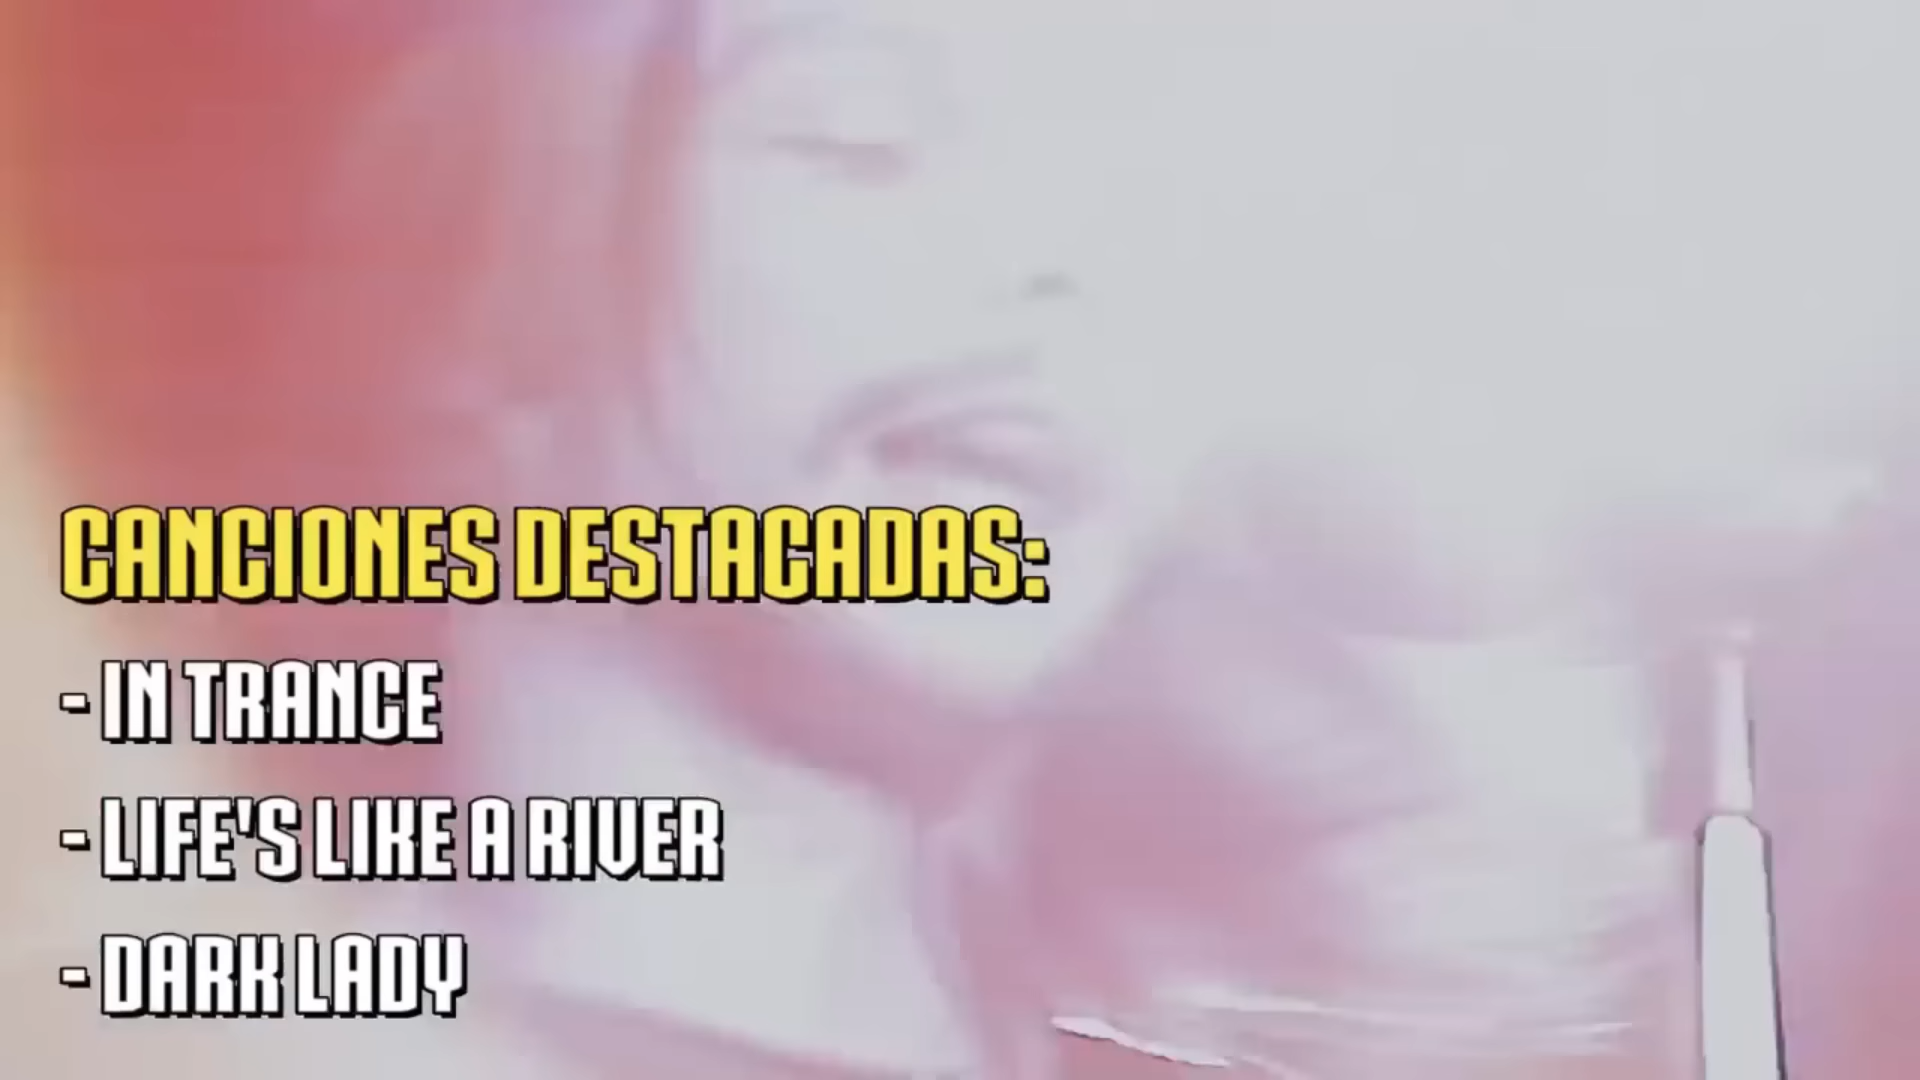 CANCIONES DESTACADAS:
- IN TRANCE
- LIFE'S LIKE A RIVER
- DARK LADY